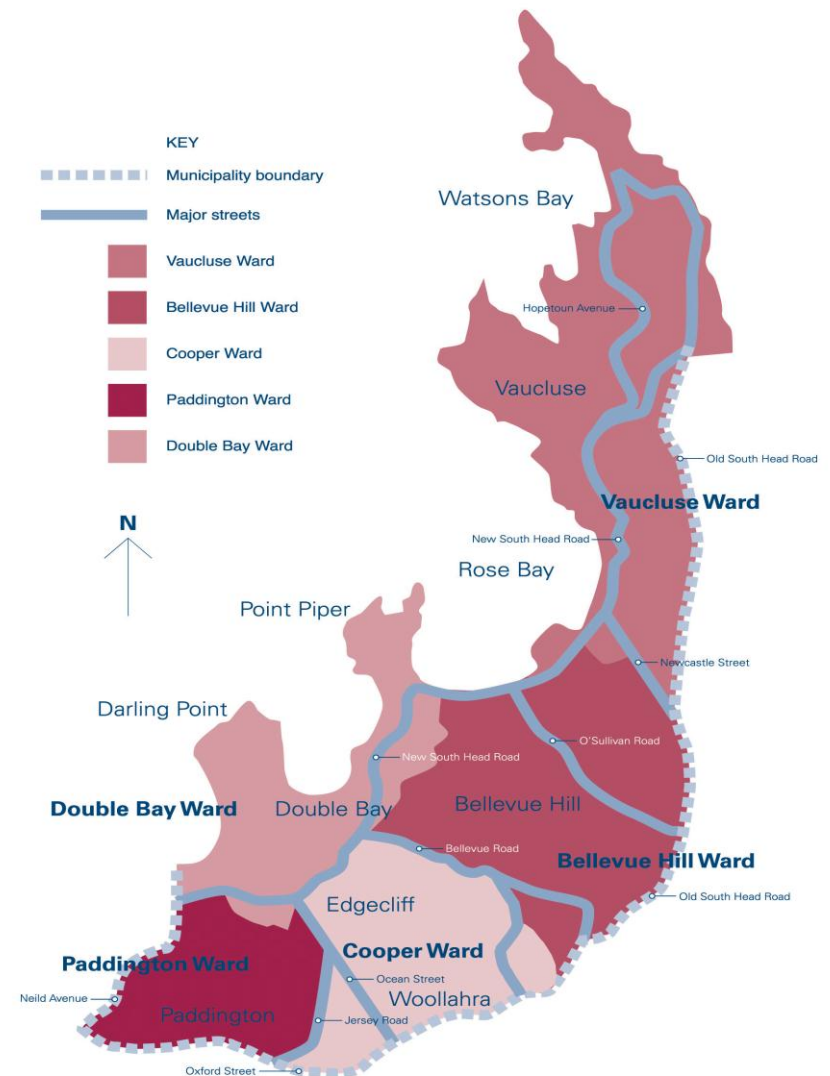 KEY
Municipality boundary
Major streets
Vaucluse Ward
Bellevue Hill Ward
Cooper Ward
Paddington Ward
Double Bay Ward
N
Watsons Bay
Hopetoun Avenue
Vaucluse
Old South Head Road
Vaucluse Ward
New South Head Road
Rose Bay
Point Piper
Newcastle Street
Darling Point
O'Sullivan Road
New South Head Road
Double Bay Ward
Double Bay
Bellevue Hill
Bellevue Road
Bellevue Hill Ward
Old South Head Road
Edgecliff
Cooper Ward
Paddington Ward
Ocean Street
Neild Avenue
Woollahra
Paddington
Jersey Road
Oxford Street